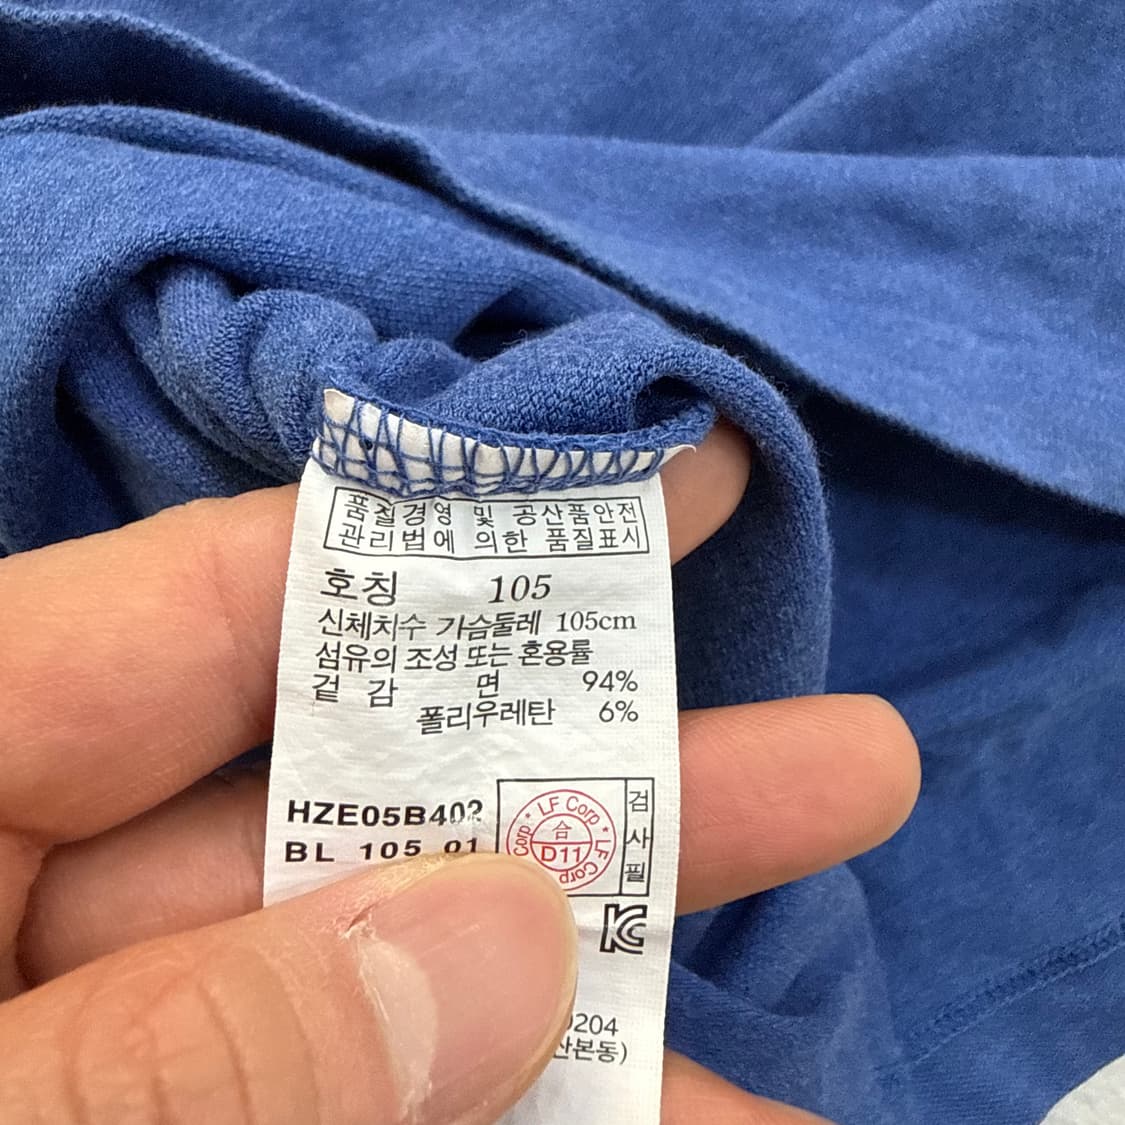 품질경영 및 공산품안전
관리법에 의한 품질표시
호칭 105
신체치수 가슴둘레 105cm
섬유의 조성 또는 혼용률
겉 감 면 94%
폴리우레탄 6%
HZE05B402
BL 105 01
LF Corp * LF Corp
合
D11
검
사
필
KC
0204
산본동)